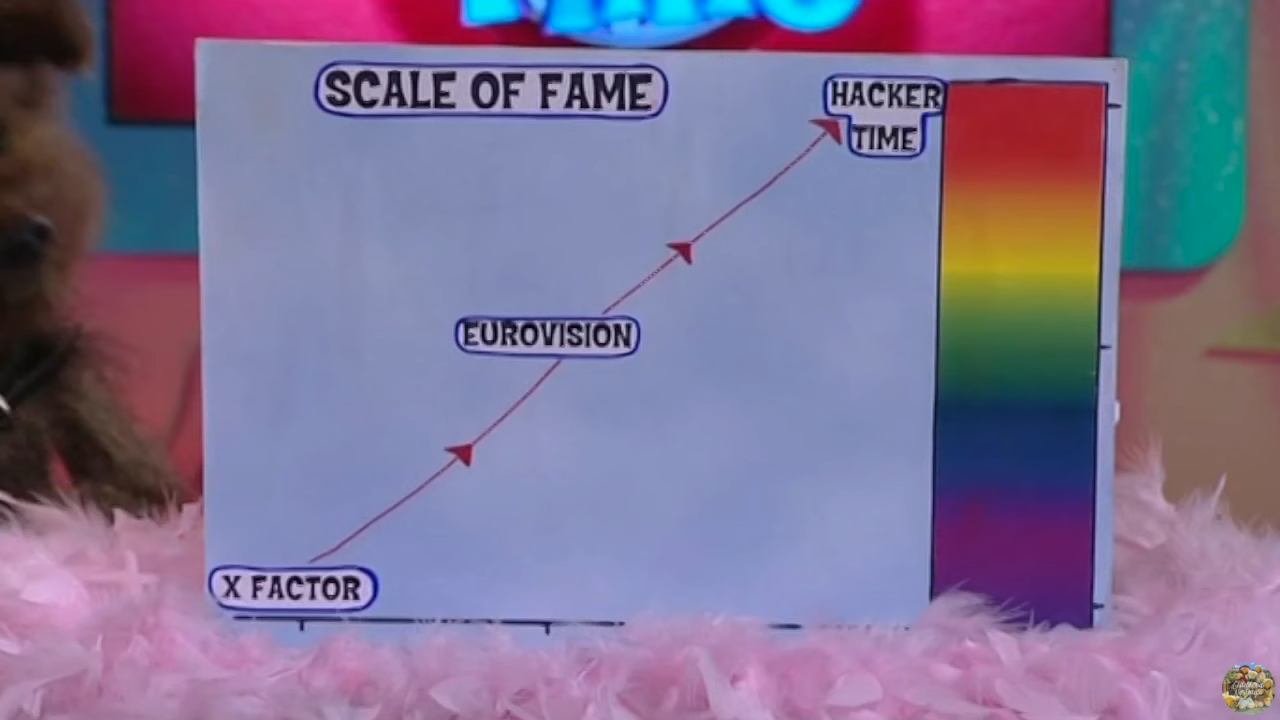 SCALE OF FAME
HACKER
TIME
EUROVISION
X FACTOR